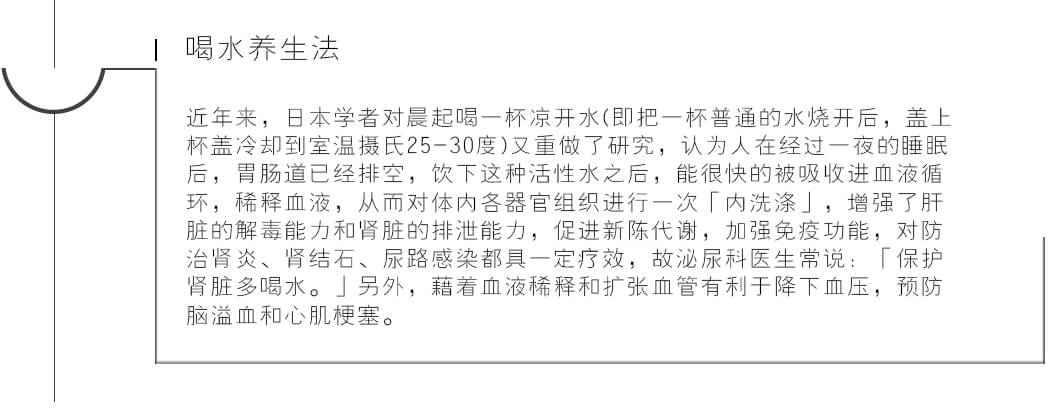 喝水养生法
近年来，日本学者对晨起喝一杯凉开水(即把一杯普通的水烧开后，盖上
杯盖冷却到室温摄氏25-30度)又重做了研究，认为人在经过一夜的睡眠
后，胃肠道已经排空，饮下这种活性水之后，能很快的被吸收进血液循
环，稀释血液，从而对体内各器官组织进行一次「内洗涤」，增强了肝
脏的解毒能力和肾脏的排泄能力，促进新陈代谢，加强免疫功能，对防
治肾炎、肾结石、尿路感染都具一定疗效，故泌尿科医生常说：「保护
肾脏多喝水。」另外，藉着血液稀释和扩张血管有利于降下血压，预防
脑溢血和心肌梗塞。